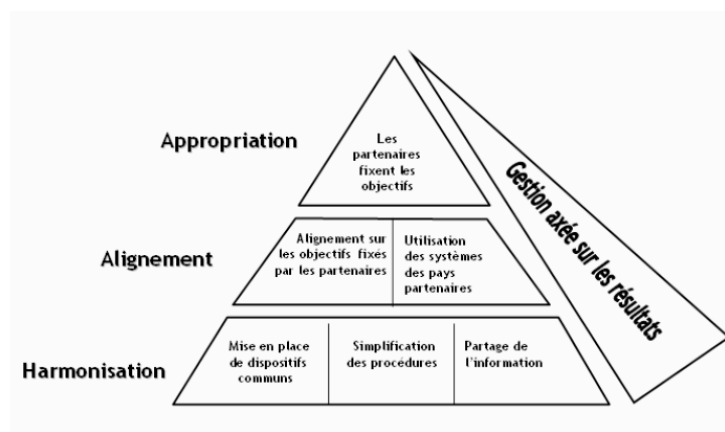 Appropriation
Les
partenaires
fixent les
objectifs
Alignement
Alignement sur
les objectifs fixés
par les partenaires
Utilisation
des systèmes
des pays
partenaires
Harmonisation
Mise en place
de dispositifs
communs
Simplification
des procédures
Partage de
l'information
Gestion axée sur les résultats